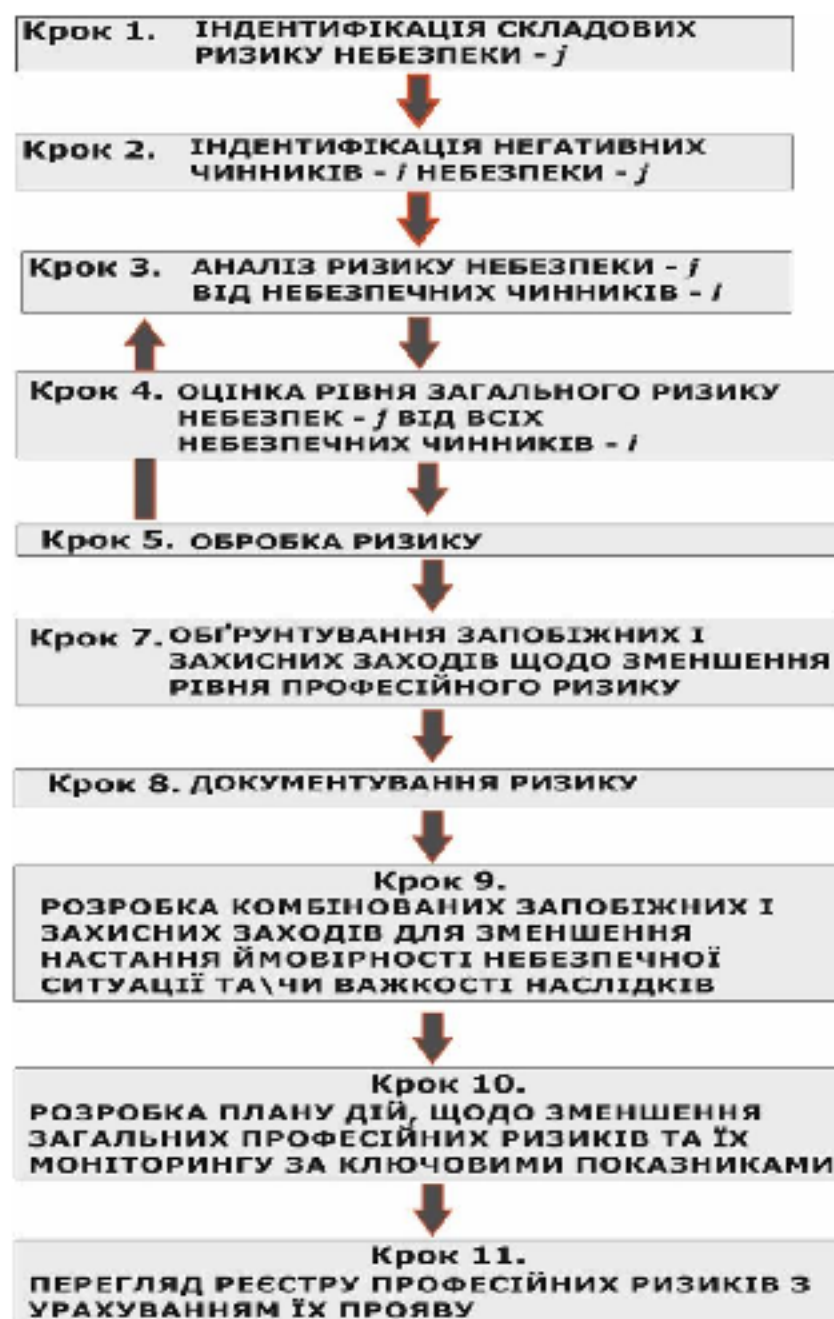 Крок 1. ІНДЕНТИФІКАЦІЯ СКЛАДОВИХ
РИЗИКУ НЕБЕЗПЕКИ - j
Крок 2. ІНДЕНТИФІКАЦІЯ НЕГАТИВНИХ
ЧИННИКІВ - i НЕБЕЗПЕКИ - j
Крок 3. АНАЛІЗ РИЗИКУ НЕБЕЗПЕКИ - j
ВІД НЕБЕЗПЕЧНИХ ЧИННИКІВ - i
Крок 4. ОЦІНКА РІВНЯ ЗАГАЛЬНОГО РИЗИКУ
НЕБЕЗПЕК - j ВІД ВСІХ
НЕБЕЗПЕЧНИХ ЧИННИКІВ - i
Крок 5. ОБРОБКА РИЗИКУ
Крок 7. ОБҐРУНТУВАННЯ ЗАПОБІЖНИХ І
ЗАХИСНИХ ЗАХОДІВ ЩОДО ЗМЕНШЕННЯ
РІВНЯ ПРОФЕСІЙНОГО РИЗИКУ
Крок 8. ДОКУМЕНТУВАННЯ РИЗИКУ
Крок 9.
РОЗРОБКА КОМБІНОВАНИХ ЗАПОБІЖНИХ І
ЗАХИСНИХ ЗАХОДІВ ДЛЯ ЗМЕНШЕННЯ
НАСТАННЯ ЙМОВІРНОСТІ НЕБЕЗПЕЧНОЇ
СИТУАЦІЇ ТА\ЧИ ВАЖКОСТІ НАСЛІДКІВ
Крок 10.
РОЗРОБКА ПЛАНУ ДІЙ, ЩОДО ЗМЕНШЕННЯ
ЗАГАЛЬНИХ ПРОФЕСІЙНИХ РИЗИКІВ ТА ЇХ
МОНІТОРИНГУ ЗА КЛЮЧОВИМИ ПОКАЗНИКАМИ
Крок 11.
ПЕРЕГЛЯД РЕЄСТРУ ПРОФЕСІЙНИХ РИЗИКІВ З
УРАХУВАННЯМ ЇХ ПРОЯВУ